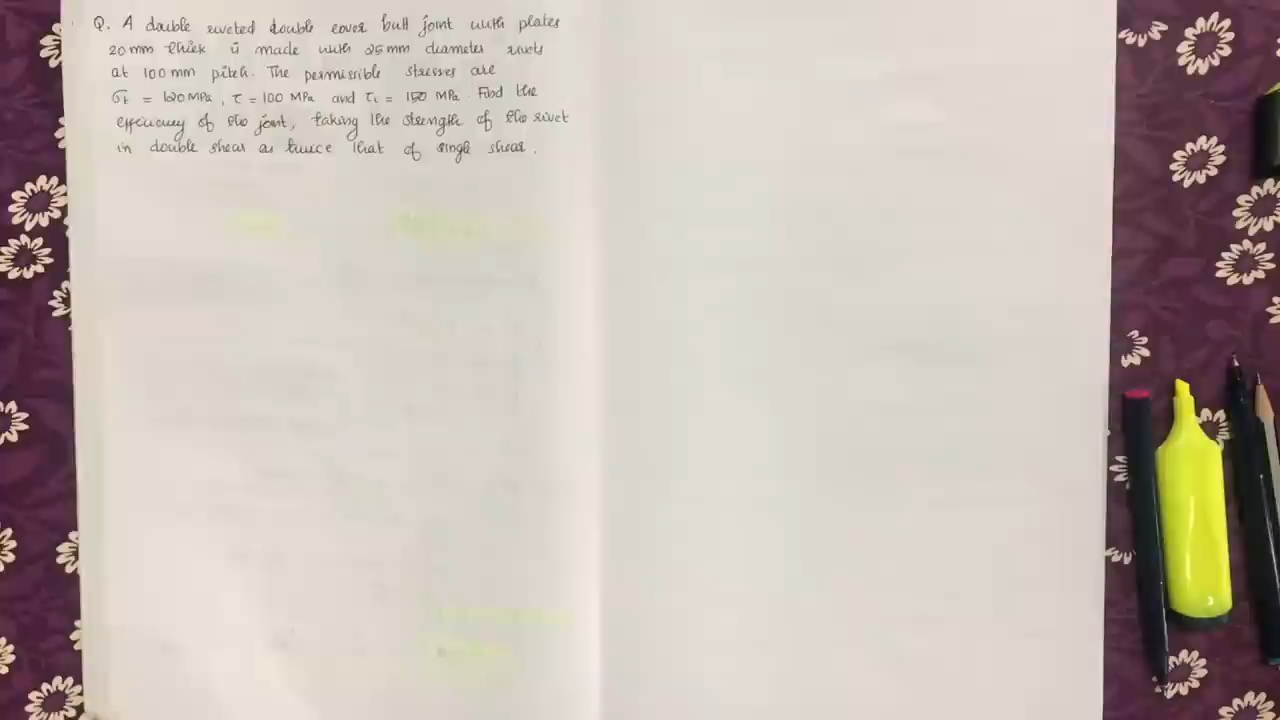 Q. A double riveted double cover butt joint with plates
20 mm thick is made with 25 mm diameter rivets
at 100 mm pitch. The permissible stresses are
σt = 120 MPa, τ = 100 MPa and τc = 150 MPa. Find the
efficiency of the joint, taking the strength of the rivet
in double shear as twice that of single shear.